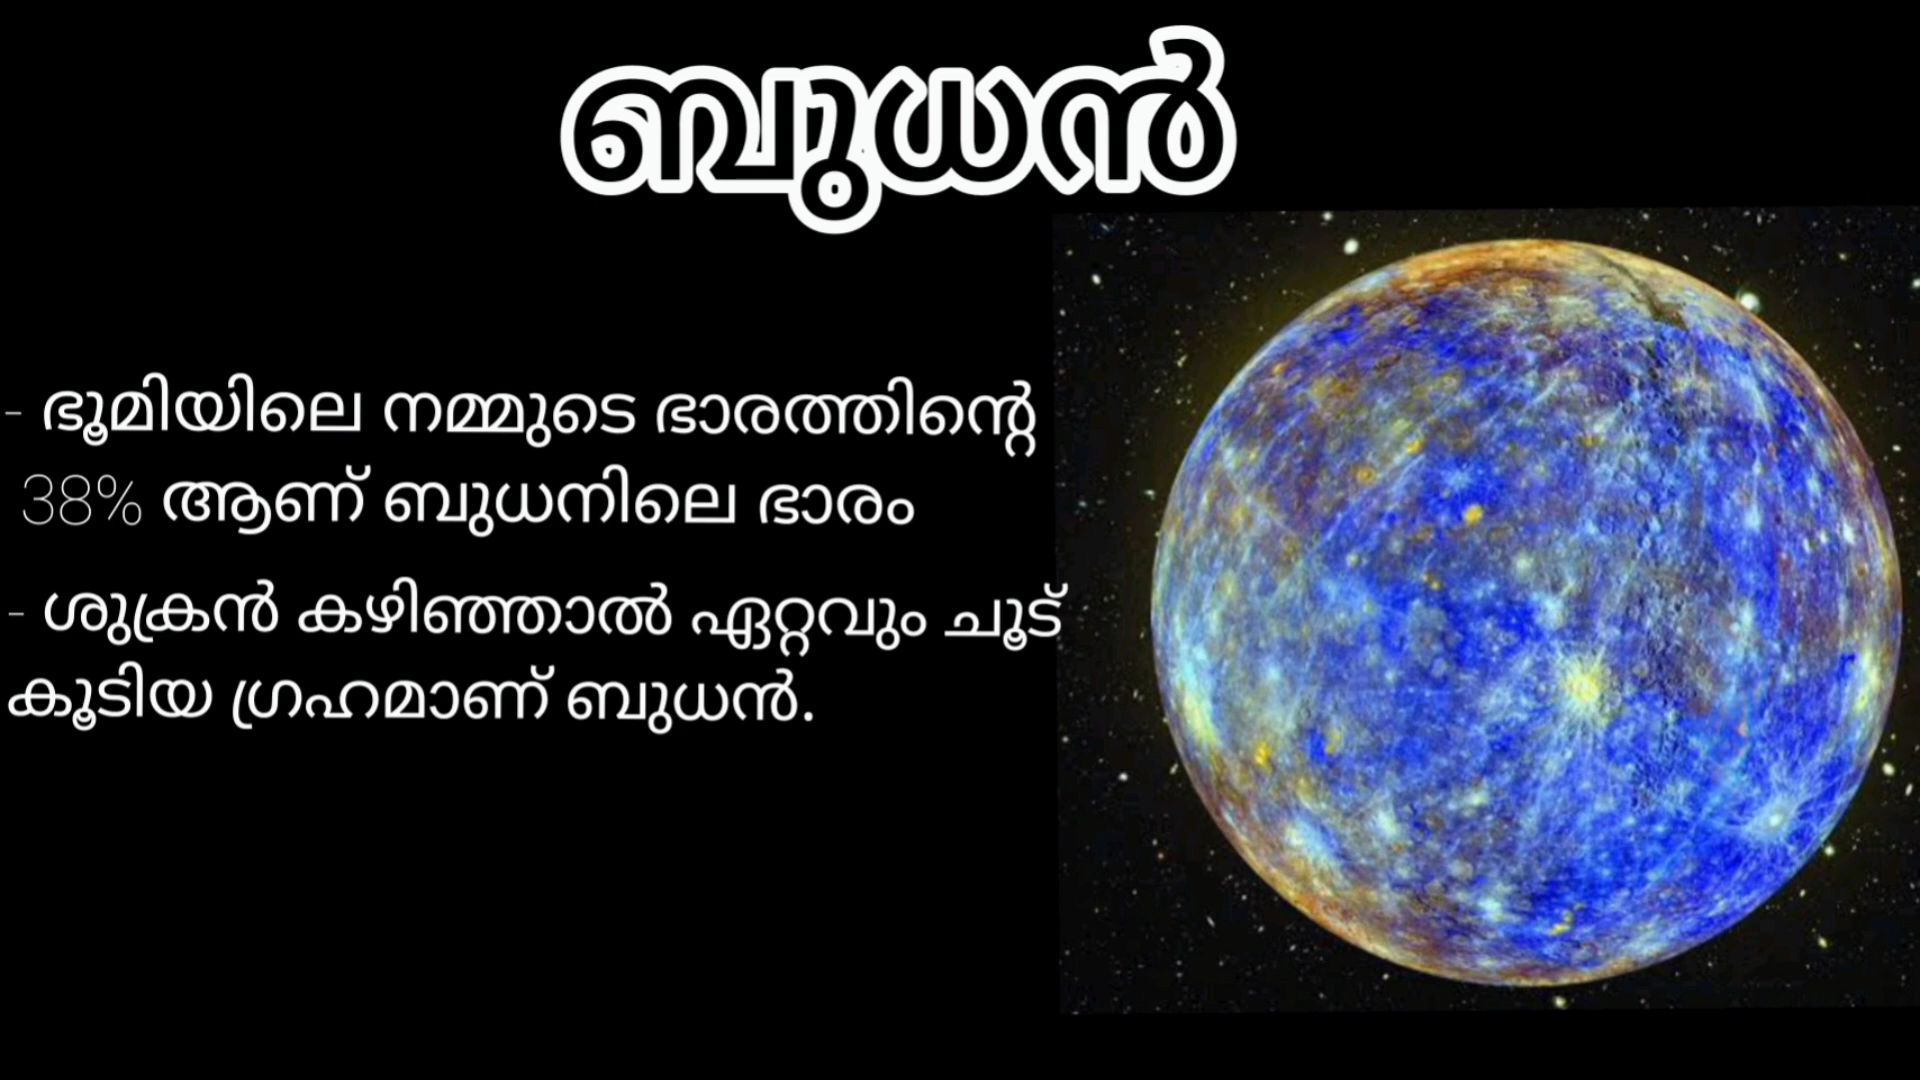 ബുധൻ
- ഭൂമിയിലെ നമ്മുടെ ഭാരത്തിന്റെ
38% ആണ് ബുധനിലെ ഭാരം
- ശുക്രൻ കഴിഞ്ഞാൽ ഏറ്റവും ചൂട്
കൂടിയ ഗ്രഹമാണ് ബുധൻ.